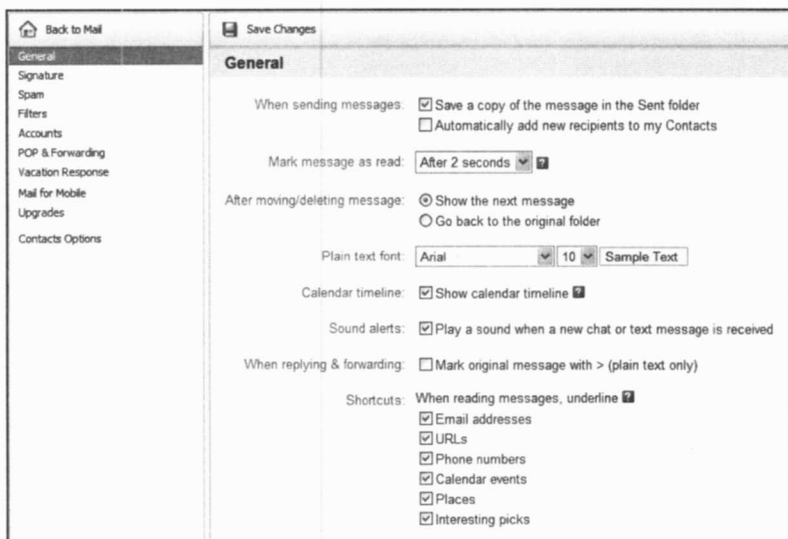 Back to Mail
General
Signature
Spam
Filters
Accounts
POP & Forwarding
Vacation Response
Mail for Mobile
Upgrades
Contacts Options
Save Changes
General
When sending messages: Save a copy of the message in the Sent folder
Automatically add new recipients to my Contacts
Mark message as read: After 2 seconds ?
After moving/deleting message: Show the next message
Go back to the original folder
Plain text font: Arial 10 Sample Text
Calendar timeline: Show calendar timeline ?
Sound alerts: Play a sound when a new chat or text message is received
When replying & forwarding: Mark original message with > (plain text only)
Shortcuts: When reading messages, underline ?
Email addresses
URLs
Phone numbers
Calendar events
Places
Interesting picks